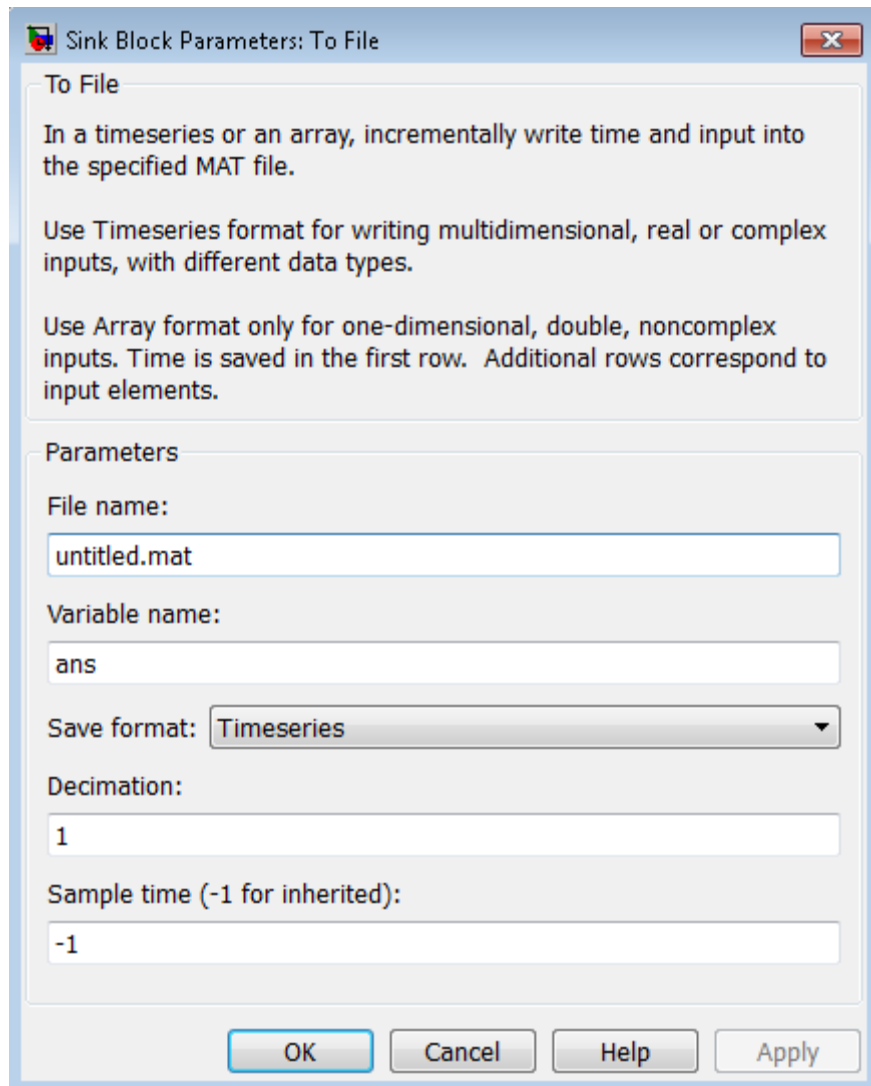 Sink Block Parameters: To File
To File
In a timeseries or an array, incrementally write time and input into
the specified MAT file.
Use Timeseries format for writing multidimensional, real or complex
inputs, with different data types.
Use Array format only for one-dimensional, double, noncomplex
inputs. Time is saved in the first row.  Additional rows correspond to
input elements.
Parameters
File name:
untitled.mat
Variable name:
ans
Save format: Timeseries
Decimation:
1
Sample time (-1 for inherited):
-1
OK Cancel Help Apply